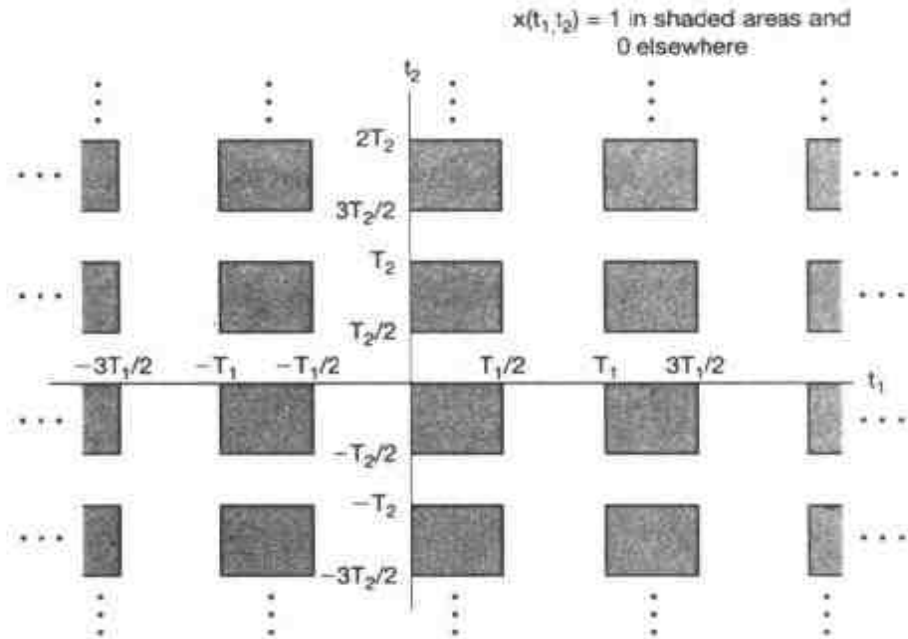 x(t₁,t₂) = 1 in shaded areas and
0 elsewhere
t₂
2T₂
3T₂/2
T₂
T₂/2
−3T₁/2 −T₁ −T₁/2 T₁/2 T₁ 3T₁/2 t₁
−T₂/2
−T₂
−3T₂/2